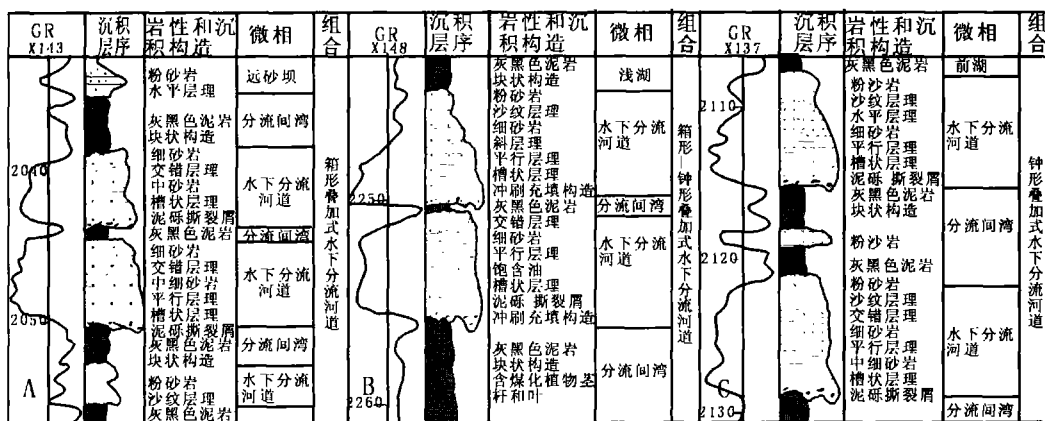 GR
X143
沉积
层序
岩性和沉
积构造
微相
组合
粉砂岩
水平层理
灰黑色泥岩
块状构造
细砂岩
交错层理
中砂岩
槽状层理
泥砾撕裂屑
灰黑色泥岩
细砂岩
交错层理
中细砂岩
平行层理
槽状层理
泥砾撕裂屑
灰黑色泥岩
块状构造
粉砂岩
沙纹层理
灰黑色泥岩
远砂坝
分流间湾
水下分流
河道
分流间湾
水下分流
河道
分流间湾
水下分流
河道
箱形叠加式水下分流河道
2040
2050
A
GR
X148
沉积
层序
岩性和沉
积构造
微相
组合
灰黑色泥岩
块状构造
粉砂岩
沙纹层理
细砂岩
斜层理
平行层理
槽状层理
冲刷充填构造
灰黑色泥岩
交错层理
细砂岩
平行层理
饱含油
槽状层理
泥砾撕裂屑
冲刷充填构造
灰黑色泥岩
块状构造
含煤化植物茎
杆和叶
浅湖
水下分流
河道
分流间湾
水下分流
河道
分流间湾
箱形—钟形叠加式水下分流河道
2250
2260
B
GR
X137
沉积
层序
岩性和沉
积构造
微相
组合
灰黑色泥岩
粉沙岩
沙纹层理
水平层理
细砂岩
平行层理
槽状层理
泥砾撕裂屑
灰黑色泥岩
块状构造
粉沙岩
灰黑色泥岩
粉砂岩
沙纹层理
交错层理
细砂岩
平行层理
中细砂岩
槽状层理
泥砾撕裂屑
前湖
水下分流
河道
分流间湾
水下分流
河道
分流间湾
钟形叠加式水下分流河道
2110
2120
2130
C